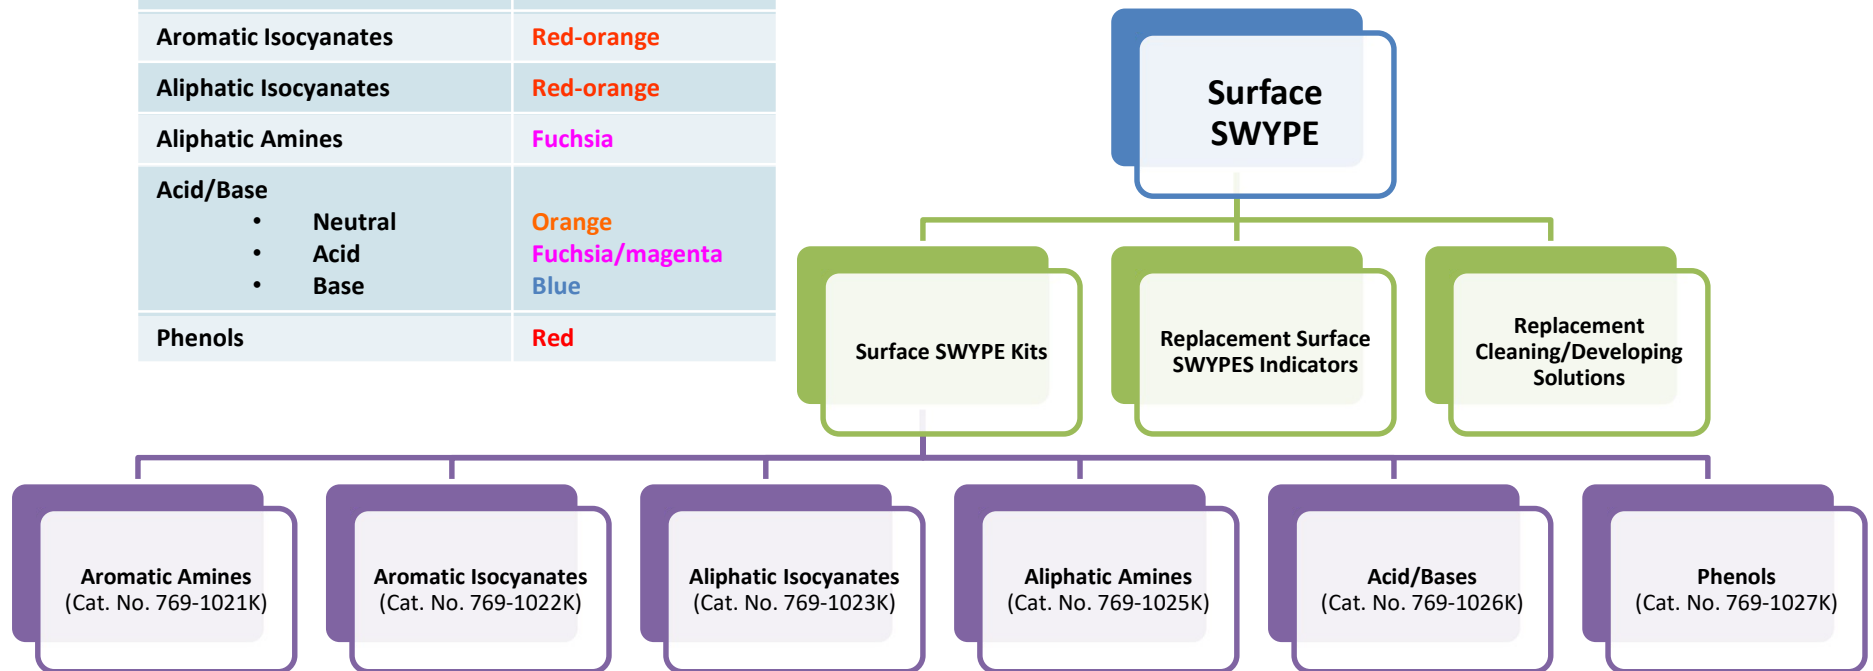 Aromatic Isocyanates Red-orange
Aliphatic Isocyanates Red-orange
Aliphatic Amines Fuchsia
Acid/Base
• Neutral Orange
• Acid Fuchsia/magenta
• Base Blue
Phenols Red
Surface
SWYPE
Surface SWYPE Kits
Replacement Surface
SWYPES Indicators
Replacement
Cleaning/Developing
Solutions
Aromatic Amines
(Cat. No. 769-1021K)
Aromatic Isocyanates
(Cat. No. 769-1022K)
Aliphatic Isocyanates
(Cat. No. 769-1023K)
Aliphatic Amines
(Cat. No. 769-1025K)
Acid/Bases
(Cat. No. 769-1026K)
Phenols
(Cat. No. 769-1027K)